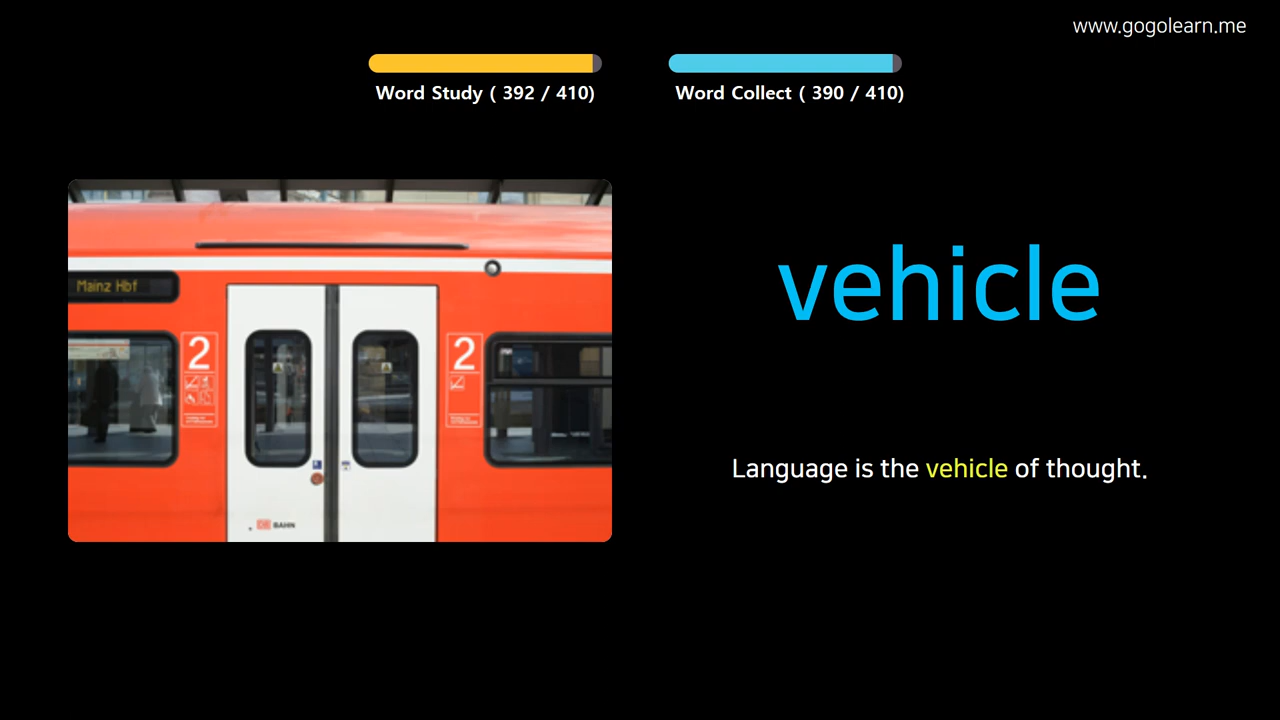 www.gogolearn.me
Word Study ( 392 / 410)
Word Collect ( 390 / 410)
Mainz Hbf
2
2
DB BAHN
vehicle
Language is the vehicle of thought.